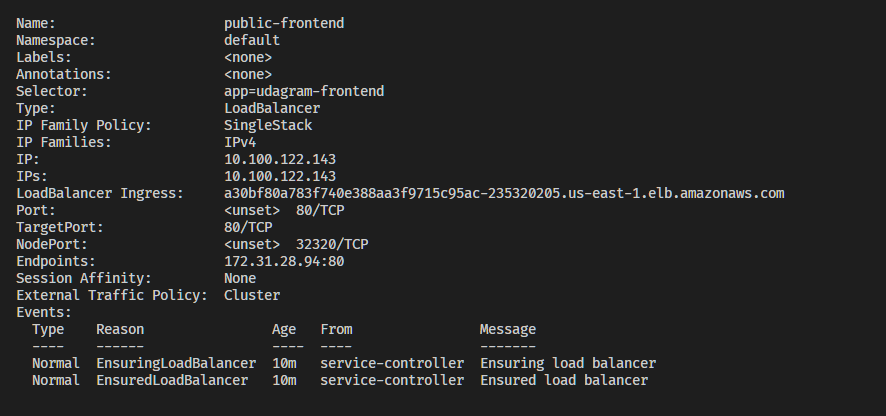 Name: public-frontend
Namespace: default
Labels: <none>
Annotations: <none>
Selector: app=udagram-frontend
Type: LoadBalancer
IP Family Policy: SingleStack
IP Families: IPv4
IP: 10.100.122.143
IPs: 10.100.122.143
LoadBalancer Ingress: a30bf80a783f740e388aa3f9715c95ac-235320205.us-east-1.elb.amazonaws.com
Port: <unset> 80/TCP
TargetPort: 80/TCP
NodePort: <unset> 32320/TCP
Endpoints: 172.31.28.94:80
Session Affinity: None
External Traffic Policy: Cluster
Events:
Type Reason Age From Message
---- ------ ---- ---- -------
Normal EnsuringLoadBalancer 10m service-controller Ensuring load balancer
Normal EnsuredLoadBalancer 10m service-controller Ensured load balancer